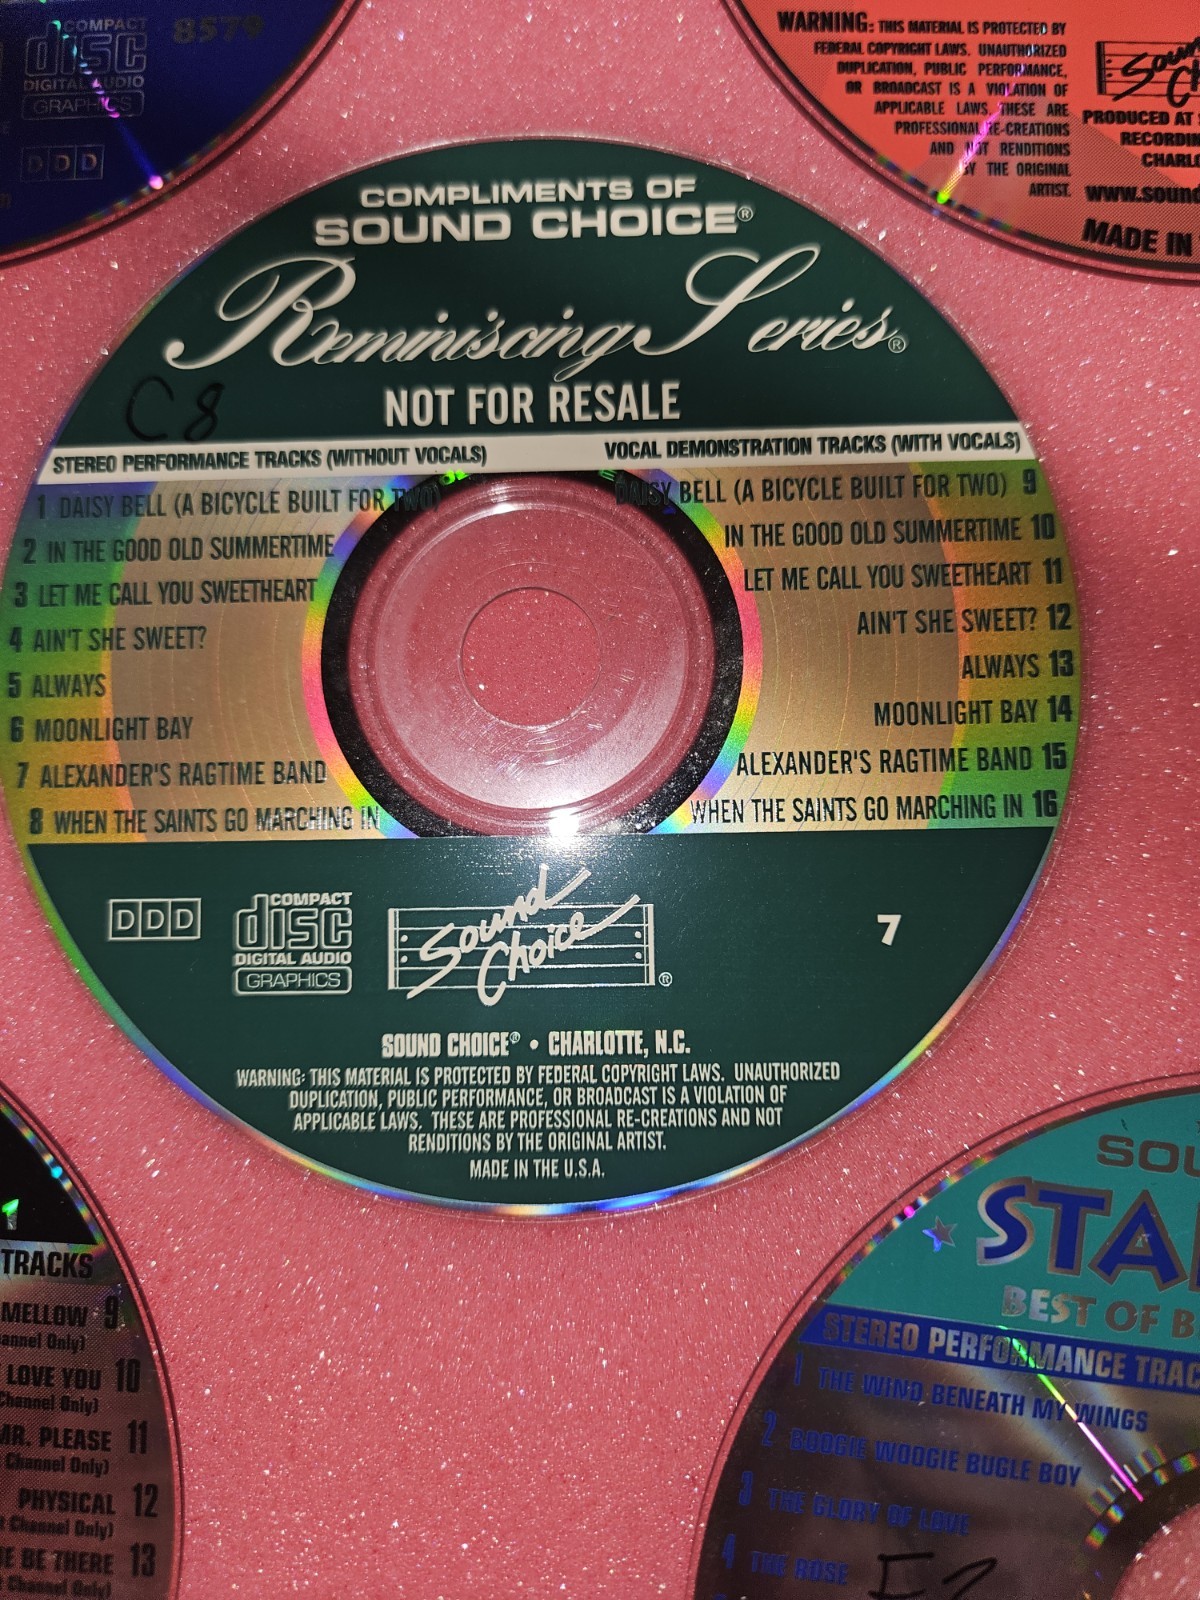 COMPACT
disc
DIGITAL AUDIO
GRAPHICS
8579
DDD
WARNING: THIS MATERIAL IS PROTECTED BY
FEDERAL COPYRIGHT LAWS. UNAUTHORIZED
DUPLICATION, PUBLIC PERFORMANCE,
OR BROADCAST IS A VIOLATION OF
APPLICABLE LAWS. THESE ARE
PROFESSIONAL RE-CREATIONS
AND NOT RENDITIONS
BY THE ORIGINAL
ARTIST.
PRODUCED AT
MADE IN
COMPLIMENTS OF
SOUND CHOICE®
Reminiscing Series®
NOT FOR RESALE
C8
STEREO PERFORMANCE TRACKS (WITHOUT VOCALS)
1 DAISY BELL (A BICYCLE BUILT FOR TWO)
2 IN THE GOOD OLD SUMMERTIME
3 LET ME CALL YOU SWEETHEART
4 AIN'T SHE SWEET?
5 ALWAYS
6 MOONLIGHT BAY
7 ALEXANDER'S RAGTIME BAND
8 WHEN THE SAINTS GO MARCHING IN
VOCAL DEMONSTRATION TRACKS (WITH VOCALS)
DAISY BELL (A BICYCLE BUILT FOR TWO) 9
IN THE GOOD OLD SUMMERTIME 10
LET ME CALL YOU SWEETHEART 11
AIN'T SHE SWEET? 12
ALWAYS 13
MOONLIGHT BAY 14
ALEXANDER'S RAGTIME BAND 15
WHEN THE SAINTS GO MARCHING IN 16
DDD
COMPACT
disc
DIGITAL AUDIO
GRAPHICS
Sound
Choice®
7
SOUND CHOICE® • CHARLOTTE, N.C.
WARNING: THIS MATERIAL IS PROTECTED BY FEDERAL COPYRIGHT LAWS. UNAUTHORIZED
DUPLICATION, PUBLIC PERFORMANCE, OR BROADCAST IS A VIOLATION OF
APPLICABLE LAWS. THESE ARE PROFESSIONAL RE-CREATIONS AND NOT
RENDITIONS BY THE ORIGINAL ARTIST.
MADE IN THE U.S.A.
TRACKS
MELLOW 9
LOVE YOU 10
Channel Only)
MR. PLEASE 11
Channel Only)
PHYSICAL 12
Channel Only)
BE THERE 13
Channel Only)
BEST OF
STEREO PERFORMANCE
1 THE WIND BENEATH MY WINGS
2 BOOGIE WOOGIE BUGLE BOY
3 THE GLORY OF LOVE
4 THE ROSE